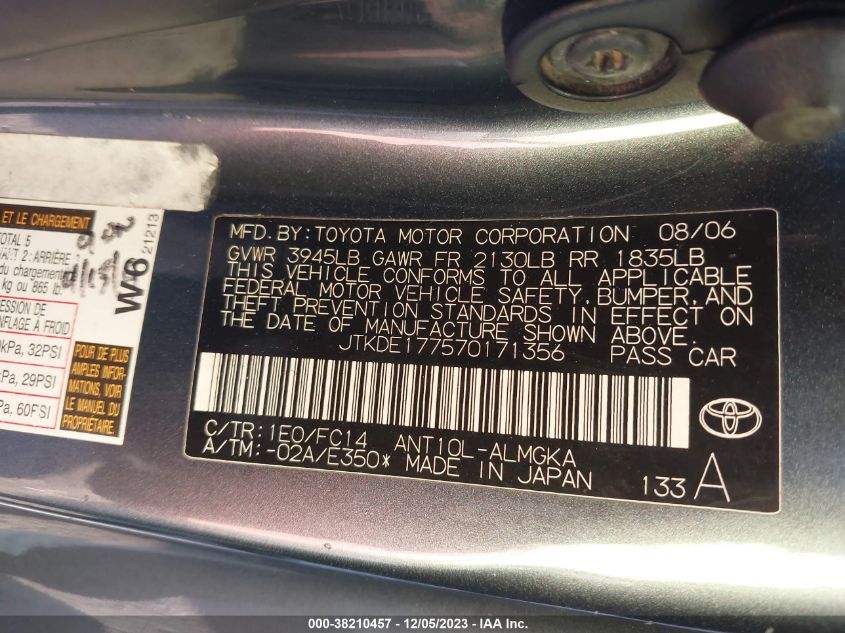 MFD. BY: TOYOTA MOTOR CORPORATION 08/06
GVWR 3945LB GAWR FR 2130LB RR 1835LB
THIS VEHICLE CONFORMS TO ALL APPLICABLE
FEDERAL MOTOR VEHICLE SAFETY, BUMPER, AND
THEFT PREVENTION STANDARDS IN EFFECT ON
THE DATE OF MANUFACTURE SHOWN ABOVE.
JTKDE177570171356 PASS CAR
C/TR: 1E0/FC14 ANT10L-ALMGKA
A/TM: -02A/E350* MADE IN JAPAN
133 A
ET LE CHARGEMENT
TOTAL 5
2: ARRIÈRE
du chargement
kg ou 865 lb.
W6 21213
ESSION DE
NFLAGE À FROID
kPa, 32PSI
Pa, 29PSI
Pa, 60PSI
POUR DE PLUS
AMPLES INFOR-
MATIONS, VOIR
LE MANUEL DU
PROPRIÉTAIRE.
000-38210457 - 12/05/2023 - IAA Inc.